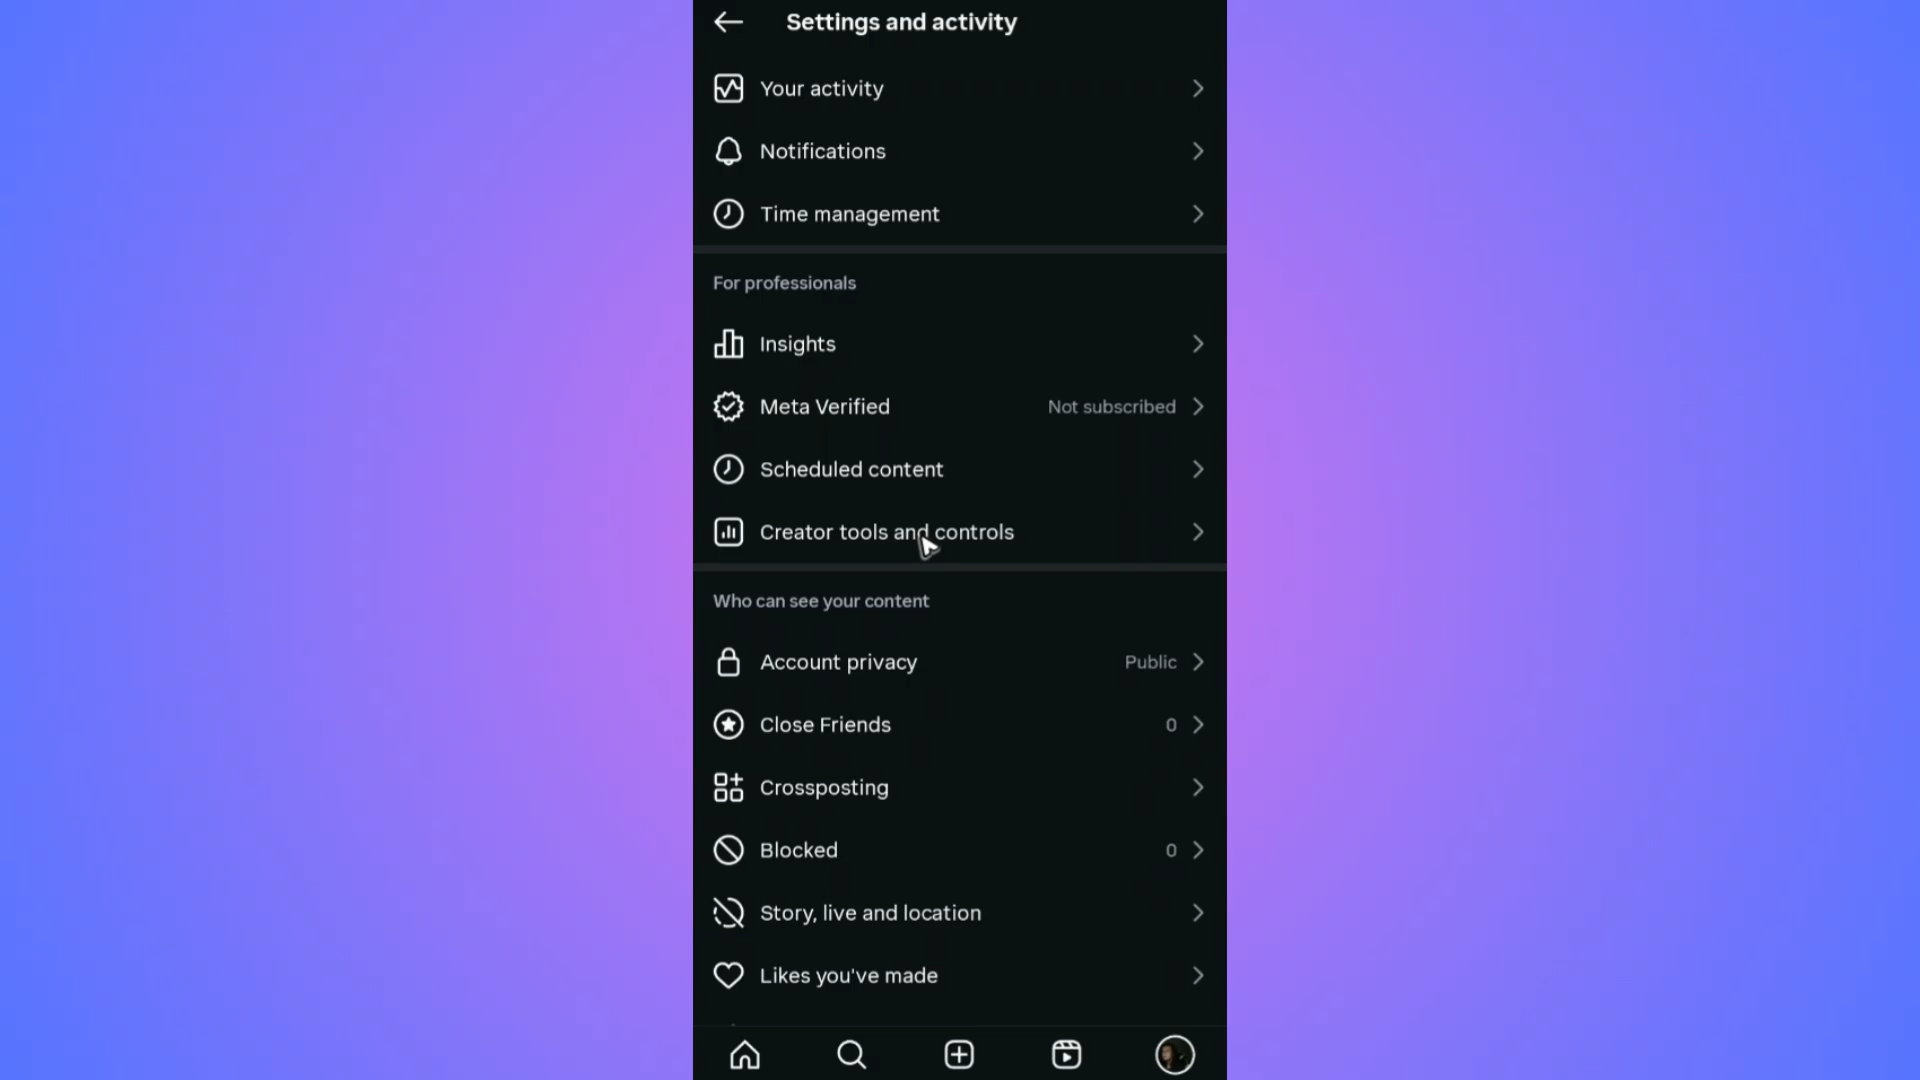 Settings and activity
Your activity
Notifications
Time management
For professionals
Insights
Meta Verified Not subscribed
Scheduled content
Creator tools and controls
Who can see your content
Account privacy Public
Close Friends 0
Crossposting
Blocked 0
Story, live and location
Likes you've made